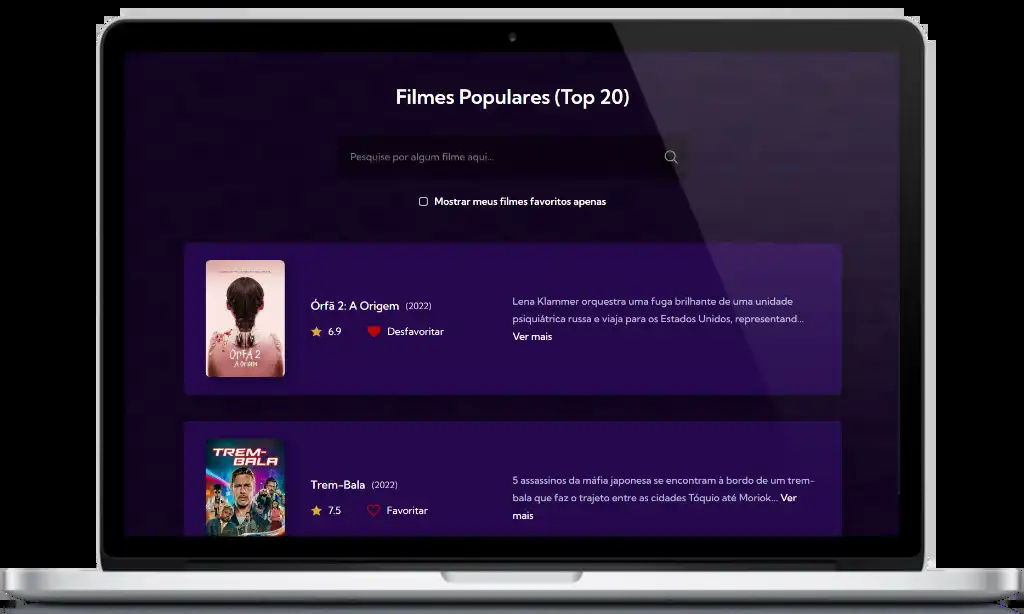 Filmes Populares (Top 20)
Pesquise por algum filme aqui...
Mostrar meus filmes favoritos apenas
ÓRFÃ 2
A ORIGEM
Órfã 2: A Origem (2022)
6.9 Desfavoritar
Lena Klammer orquestra uma fuga brilhante de uma unidade
psiquiátrica russa e viaja para os Estados Unidos, representand...
Ver mais
TREM-
BALA
Trem-Bala (2022)
7.5 Favoritar
5 assassinos da máfia japonesa se encontram à bordo de um trem-
bala que faz o trajeto entre as cidades Tóquio até Moriok... Ver
mais